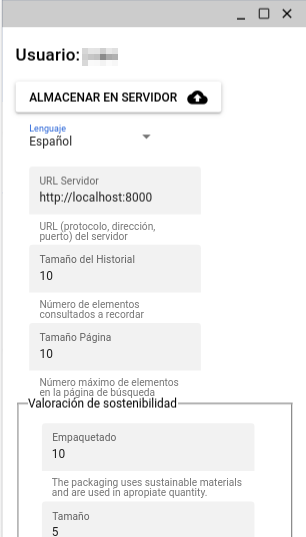 Usuario:
ALMACENAR EN SERVIDOR
Lenguaje
Español
URL Servidor
http://localhost:8000
URL (protocolo, dirección,
puerto) del servidor
Tamaño del Historial
10
Número de elementos
consultados a recordar
Tamaño Página
10
Número máximo de elementos
en la página de búsqueda
Valoración de sostenibilidad
Empaquetado
10
The packaging uses sustainable materials
and are used in apropiate quantity.
Tamaño
5